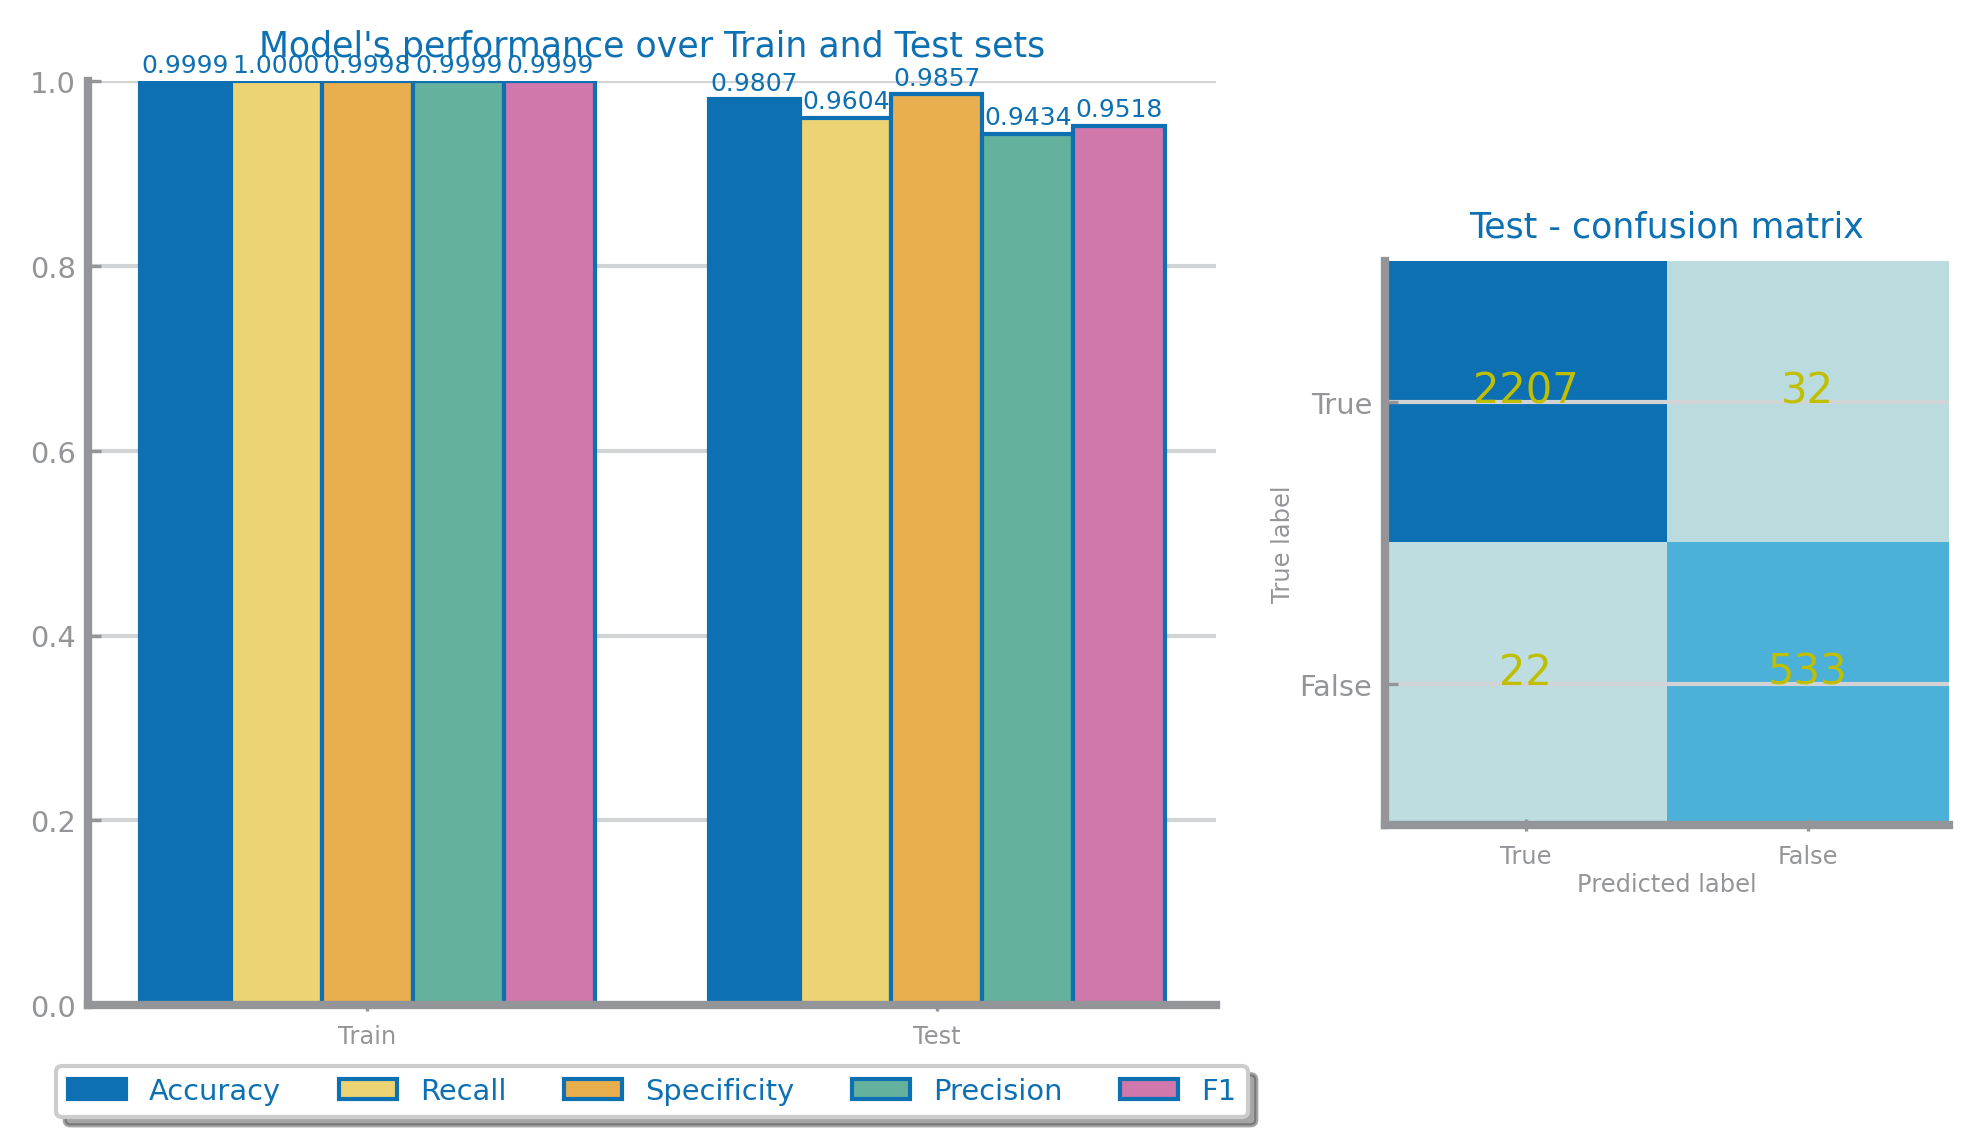 Model's performance over Train and Test sets
0.9999 1.0000 0.9998 0.9999 0.9999
0.9807 0.9604 0.9857 0.9434 0.9518
1.0
0.8
0.6
0.4
0.2
0.0
Train Test
Accuracy Recall Specificity Precision F1
Test - confusion matrix
True label
True 2207 32
False 22 533
True False
Predicted label